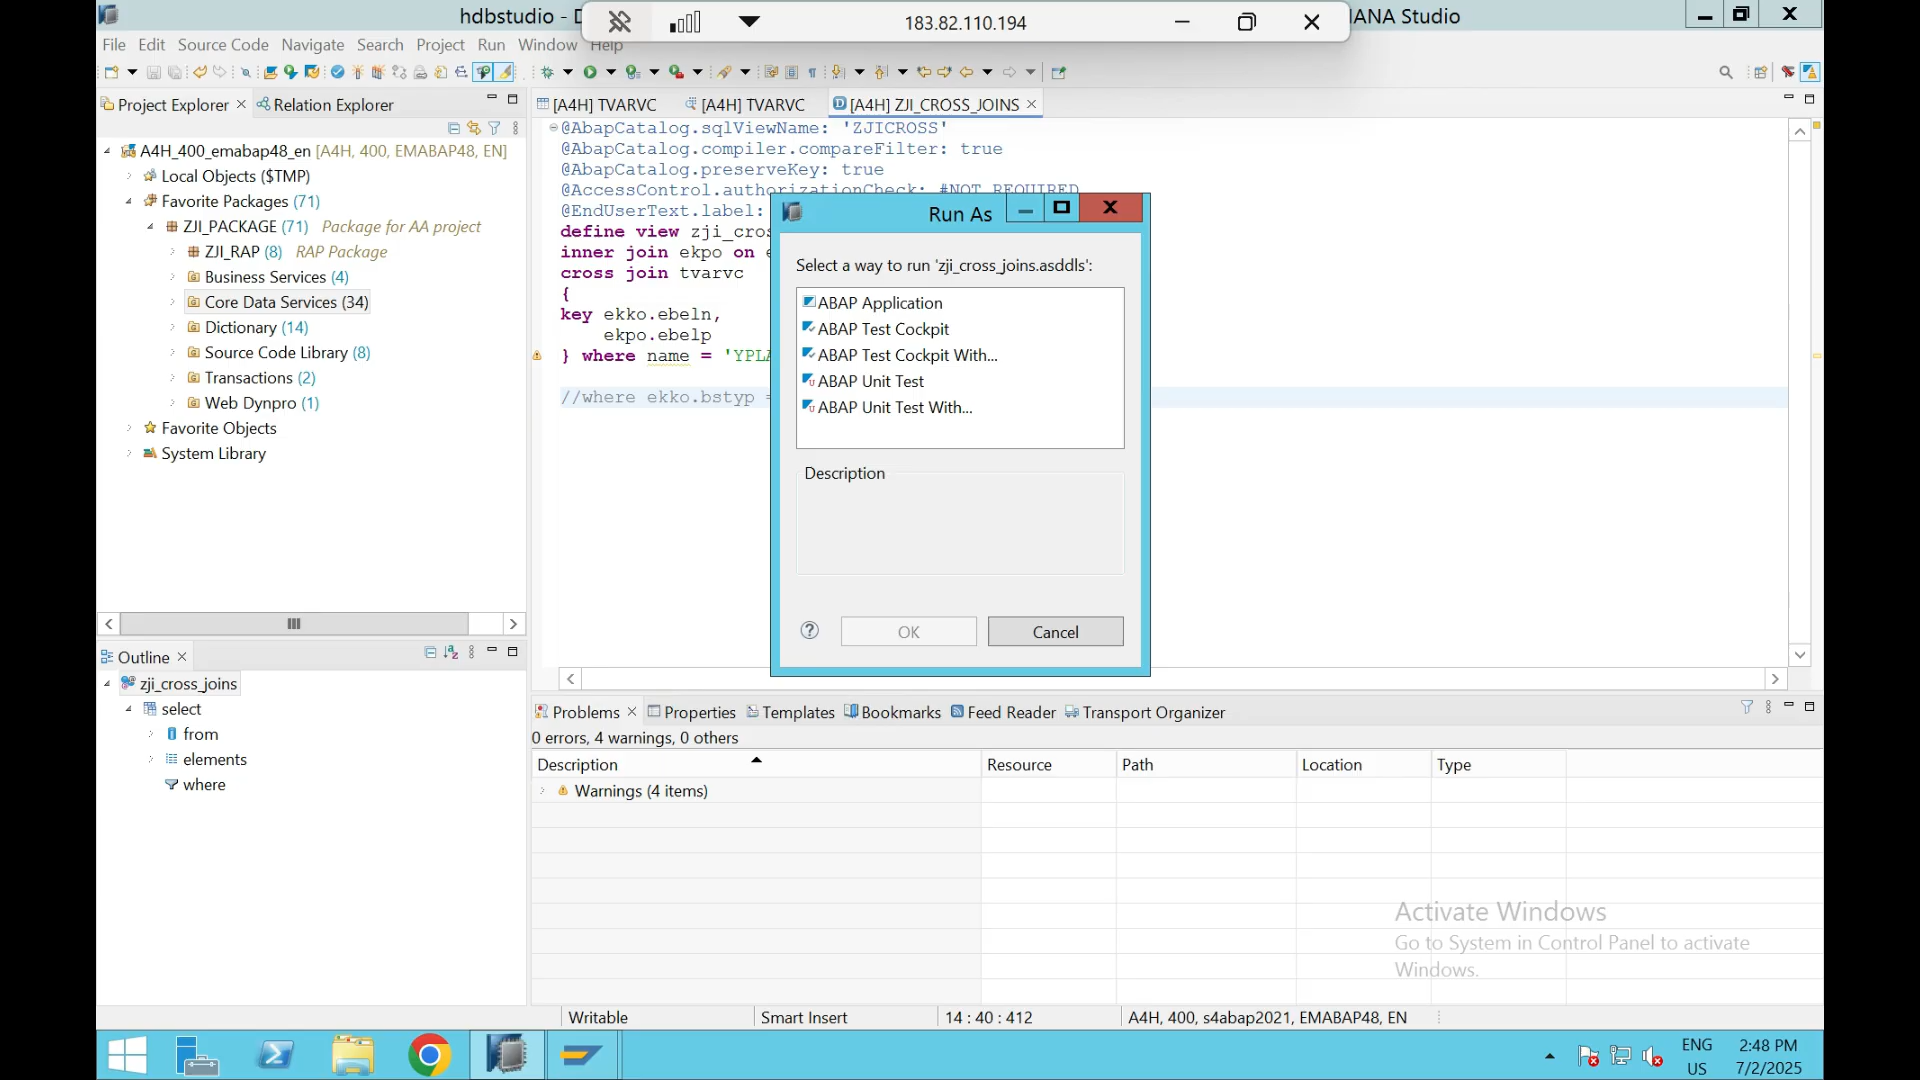 hdbstudio - D
183.82.110.194
IANA Studio
File Edit Source Code Navigate Search Project Run Window Help
Project Explorer
Relation Explorer
[A4H] TVARVC
[A4H] TVARVC
[A4H] ZJI_CROSS_JOINS
A4H_400_emabap48_en [A4H, 400, EMABAP48, EN]
Local Objects ($TMP)
Favorite Packages (71)
ZJI_PACKAGE (71) Package for AA project
ZJI_RAP (8) RAP Package
Business Services (4)
Core Data Services (34)
Dictionary (14)
Source Code Library (8)
Transactions (2)
Web Dynpro (1)
Favorite Objects
System Library
@AbapCatalog.sqlViewName: 'ZJICROSS'
@AbapCatalog.compiler.compareFilter: true
@AbapCatalog.preserveKey: true
@AccessControl.authorizationCheck: #NOT_REQUIRED
@EndUserText.label:
define view zji_cros
inner join ekpo on e
cross join tvarvc
{
key ekko.ebeln,
ekpo.ebelp
} where name = 'YPLA
//where ekko.bstyp =
Run As
Select a way to run 'zji_cross_joins.asddls':
ABAP Application
ABAP Test Cockpit
ABAP Test Cockpit With...
ABAP Unit Test
ABAP Unit Test With...
Description
OK
Cancel
Outline
zji_cross_joins
select
from
elements
where
Problems
Properties
Templates
Bookmarks
Feed Reader
Transport Organizer
0 errors, 4 warnings, 0 others
Description Resource Path Location Type
Warnings (4 items)
Activate Windows
Go to System in Control Panel to activate
Windows.
Writable
Smart Insert
14 : 40 : 412
A4H, 400, s4abap2021, EMABAP48, EN
ENG
US
2:48 PM
7/2/2025